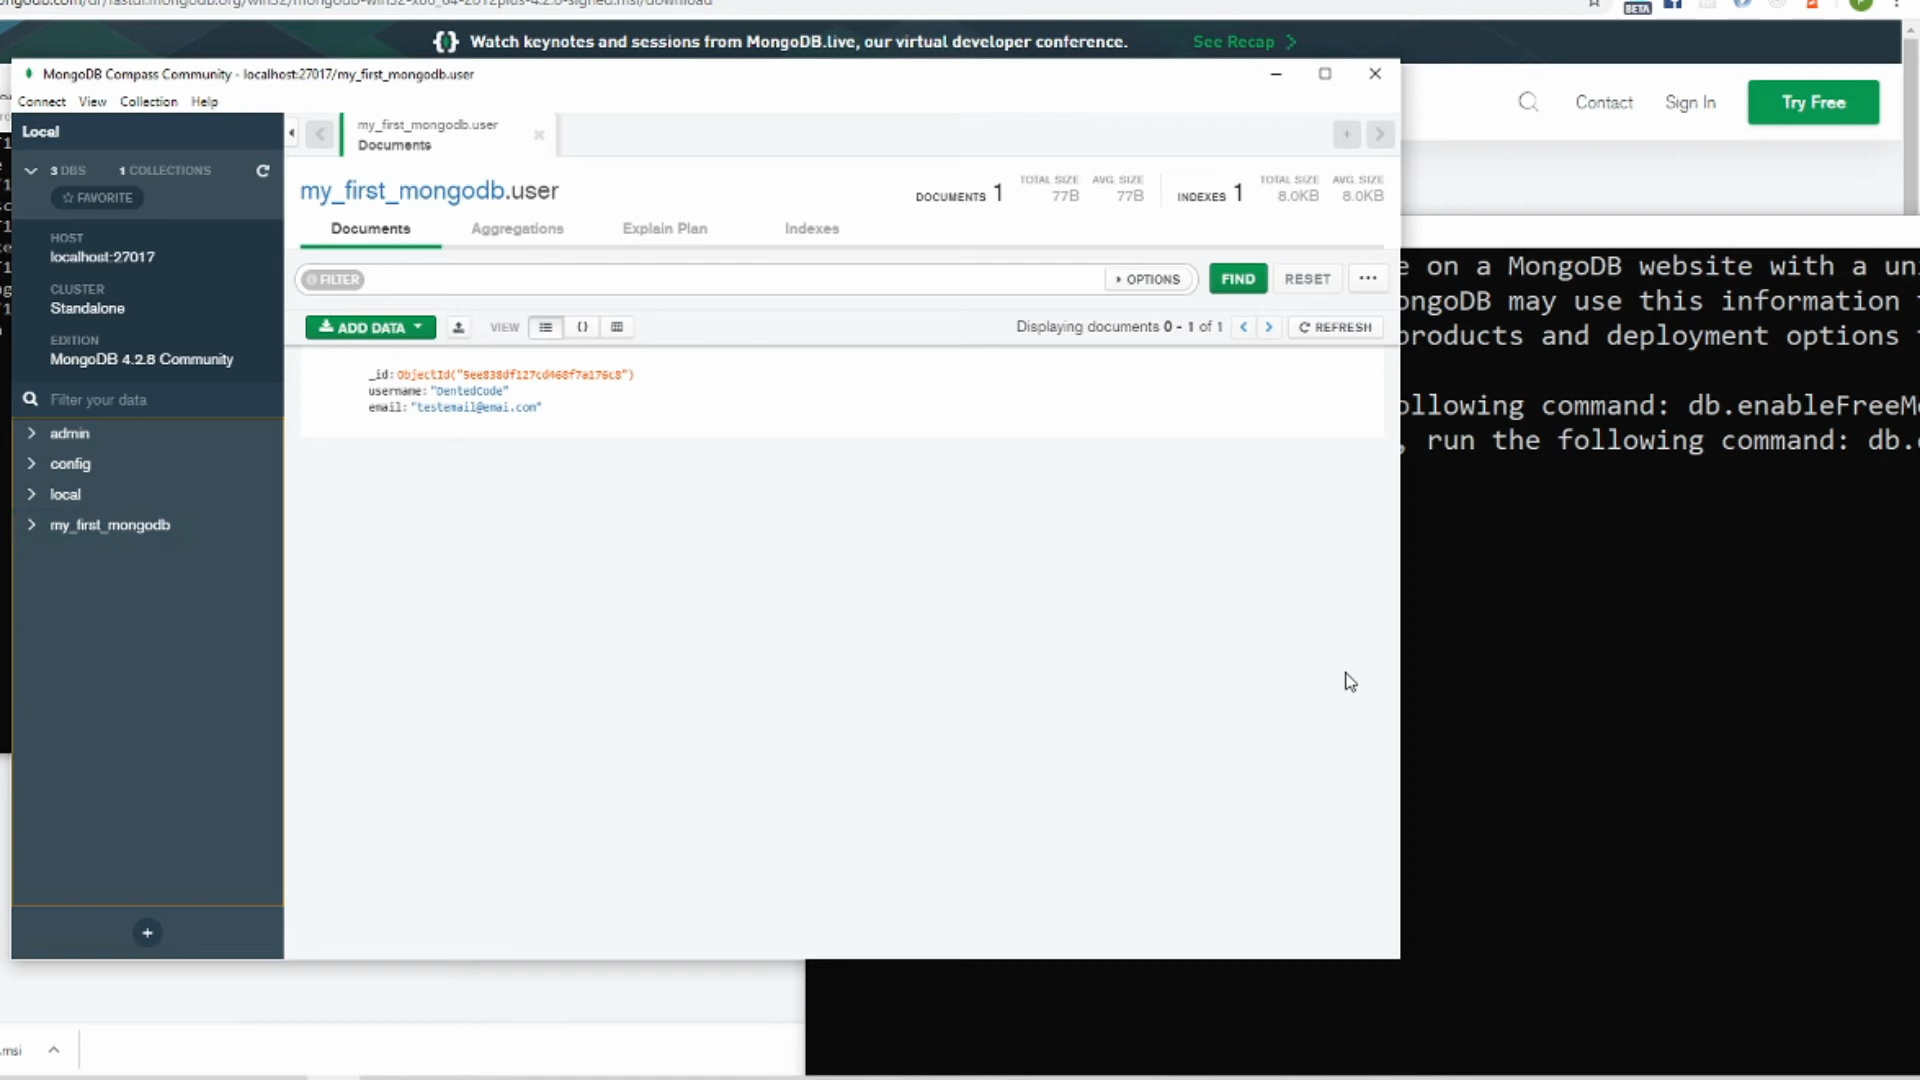 Watch keynotes and sessions from MongoDB.live, our virtual developer conference. See Recap
BETA
MongoDB Compass Community - localhost:27017/my_first_mongodb.user
Connect View Collection Help
Contact Sign In Try Free
Local
my_first_mongodb.user
Documents
3 DBS 1 COLLECTIONS
FAVORITE
my_first_mongodb.user
DOCUMENTS 1 TOTAL SIZE 77B AVG. SIZE 77B INDEXES 1 TOTAL SIZE 8.0KB AVG. SIZE 8.0KB
Documents Aggregations Explain Plan Indexes
HOST
localhost:27017
CLUSTER
Standalone
EDITION
MongoDB 4.2.8 Community
FILTER OPTIONS FIND RESET ...
ADD DATA VIEW {} Displaying documents 0 - 1 of 1 REFRESH
_id: ObjectId("5ee838df127cd468f7a176c8")
username: "DentedCode"
email: "testemail@emai.com"
Filter your data
admin
config
local
my_first_mongodb
+
e on a MongoDB website with a un
ongoDB may use this information
products and deployment options
ollowing command: db.enableFreeM
, run the following command: db.
.msi